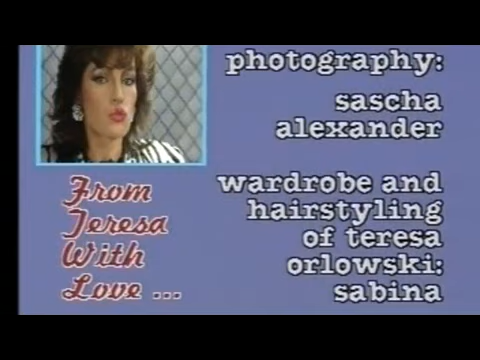 photography:
sascha
alexander
From
Teresa
With
Love ...
wardrobe and
hairstyling
of teresa
orlowski:
sabina